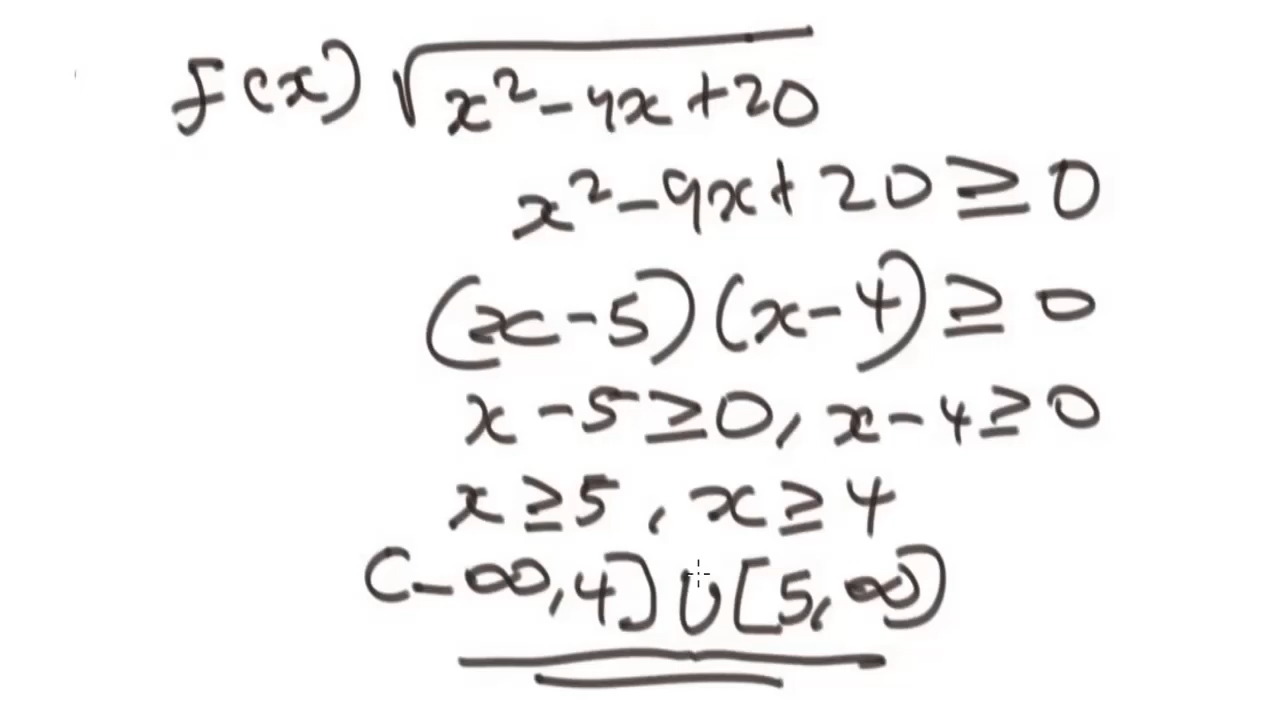 f(x) √(x² - 4x + 20)
x² - 9x + 20 ≥ 0
(x - 5)(x - 4) ≥ 0
x - 5 ≥ 0, x - 4 ≥ 0
x ≥ 5, x ≥ 4
(-∞, 4] ∪ [5, ∞)